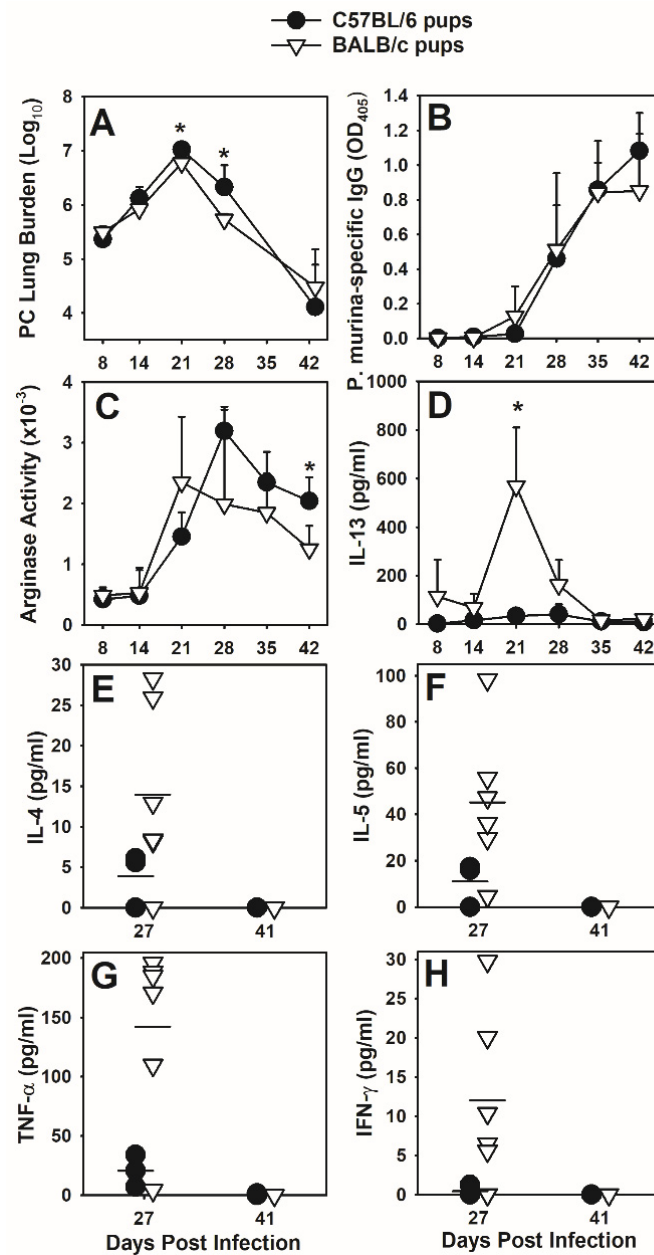 C57BL/6 pups
BALB/c pups
A
*
*
PC Lung Burden (Log10)
8
7
6
5
4
8 14 21 28 35 42
B
P. murina-specific IgG (OD405)
1.4
1.2
1.0
0.8
0.6
0.4
0.2
0.0
8 14 21 28 35 42
C
*
Arginase Activity (x10-3)
4
3
2
1
0
8 14 21 28 35 42
D
*
IL-13 (pg/ml)
1000
800
600
400
200
0
8 14 21 28 35 42
E
IL-4 (pg/ml)
30
25
20
15
10
5
0
27 41
F
IL-5 (pg/ml)
100
80
60
40
20
0
27 41
G
TNF-α (pg/ml)
200
150
100
50
0
27 41
Days Post Infection
H
IFN-γ (pg/ml)
30
25
20
15
10
5
0
27 41
Days Post Infection